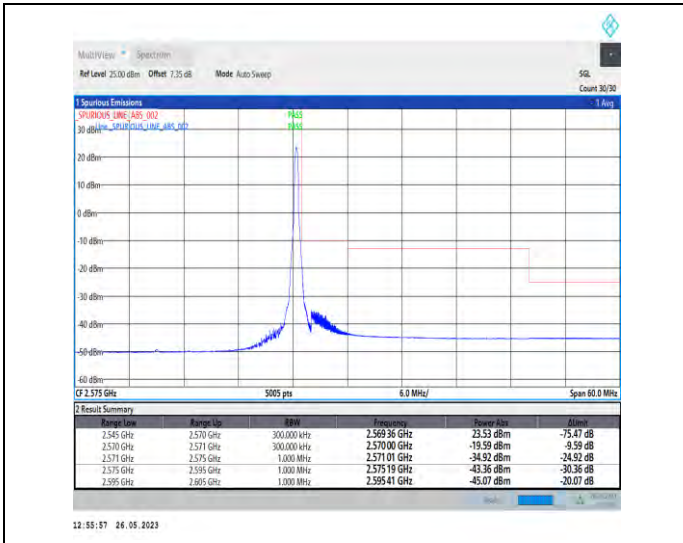 MultiView Spectrum
Ref Level 25.00 dBm Offset 7.35 dB Mode Auto Sweep SGL
Count 30/30
1 Spurious Emissions 1 Avg
_SPURIOUS_LINE_ABS_002 PASS
30 dBm Line _SPURIOUS_LINE_ABS_002 PASS
20 dBm
10 dBm
0 dBm
-10 dBm
-20 dBm
-30 dBm
-40 dBm
-50 dBm
-60 dBm
CF 2.575 GHz 5005 pts 6.0 MHz/ Span 60.0 MHz
2 Result Summary
Range Low Range Up RBW Frequency Power Abs ΔLimit
2.545 GHz 2.570 GHz 300.000 kHz 2.569 36 GHz 23.53 dBm -75.47 dB
2.570 GHz 2.571 GHz 300.000 kHz 2.570 00 GHz -19.59 dBm -9.59 dB
2.571 GHz 2.575 GHz 1.000 MHz 2.571 01 GHz -34.92 dBm -24.92 dB
2.575 GHz 2.595 GHz 1.000 MHz 2.575 19 GHz -43.36 dBm -30.36 dB
2.595 GHz 2.605 GHz 1.000 MHz 2.595 41 GHz -45.07 dBm -20.07 dB
12:55:57 26.05.2023